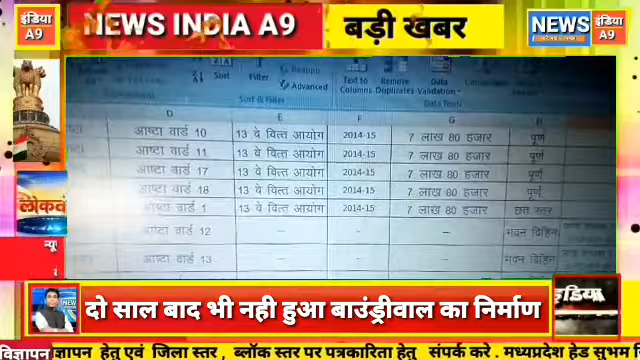 इंडिया
A9
NEWS INDIA A9
बड़ी खबर
NEWS
इंडिया
A9
Sort
Filter
Reapply
Advanced
Text to
Columns
Remove
Duplicates
Data
Validation
Sort & Filter
Data Tools
D E F G H
आष्टा वार्ड 10 13 वे वित्त आयोग 2014-15 7 लाख 80 हजार पूर्ण
आष्टा वार्ड 11 13 वे वित्त आयोग 2014-15 7 लाख 80 हजार पूर्ण
आष्टा वार्ड 17 13 वे वित्त आयोग 2014-15 7 लाख 80 हजार पूर्ण
आष्टा वार्ड 18 13 वे वित्त आयोग 2014-15 7 लाख 80 हजार पूर्ण
आष्टा वार्ड 1 13 वे वित्त आयोग 2014-15 7 लाख 80 हजार छत स्तर
आष्टा वार्ड 12 – – – भवन विहिन
आष्टा वार्ड 13 – – – भवन विहिन
दो साल बाद भी नही हुआ बाउंड्रीवाल का निर्माण
इंडिया
विज्ञापन ज्ञापन हेतु एवं जिला स्तर , ब्लॉक स्तर पर पत्रकारिता हेतु संपर्क करे . मध्यप्रदेश हेड सुभम